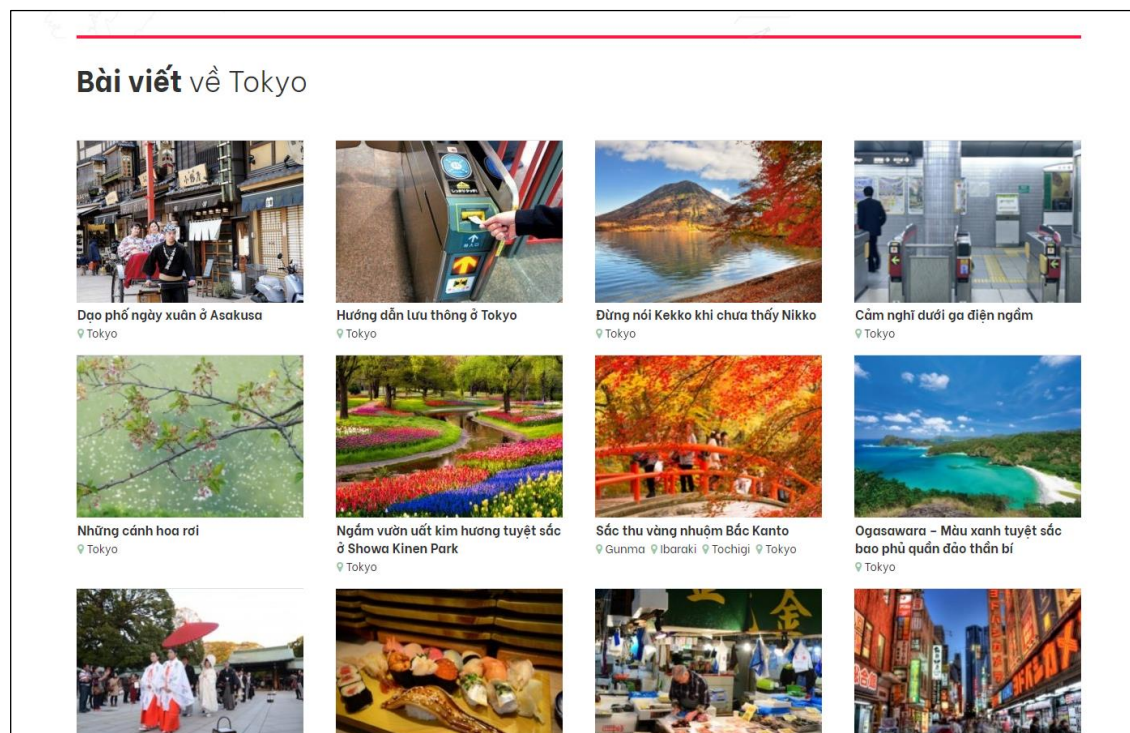 Bài viết về Tokyo
Dạo phố ngày xuân ở Asakusa
Tokyo
Hướng dẫn lưu thông ở Tokyo
Tokyo
Đừng nói Kekko khi chưa thấy Nikko
Tokyo
Cảm nghĩ dưới ga điện ngầm
Tokyo
Những cánh hoa rơi
Tokyo
Ngắm vườn uất kim hương tuyệt sắc
ở Showa Kinen Park
Tokyo
Sắc thu vàng nhuộm Bắc Kanto
Gunma Ibaraki Tochigi Tokyo
Ogasawara – Màu xanh tuyệt sắc
bao phủ quần đảo thần bí
Tokyo